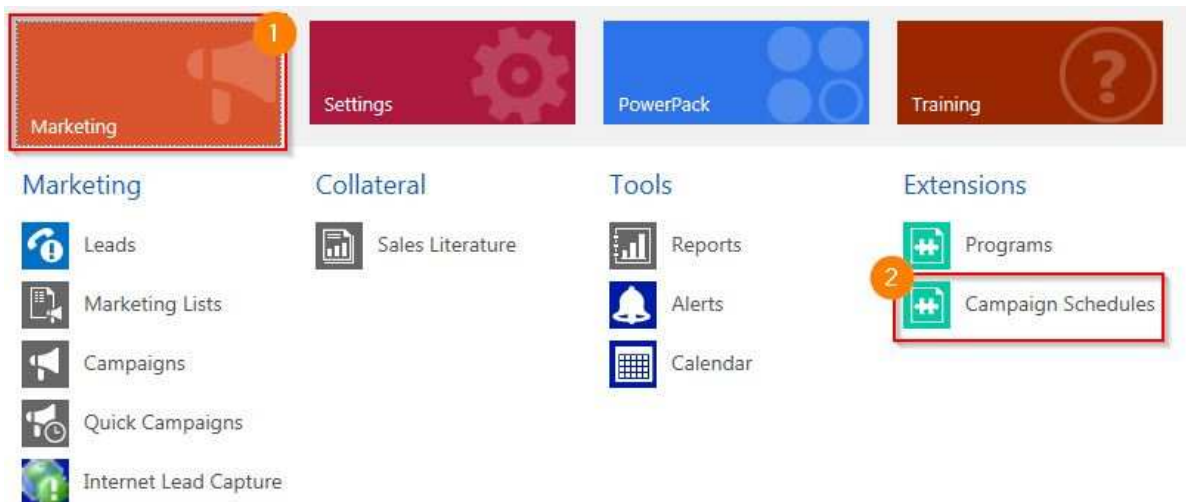 1
Marketing
Settings
PowerPack
Training
?
Marketing
Leads
Marketing Lists
Campaigns
Quick Campaigns
Internet Lead Capture
Collateral
Sales Literature
Tools
Reports
Alerts
Calendar
Extensions
Programs
2
Campaign Schedules